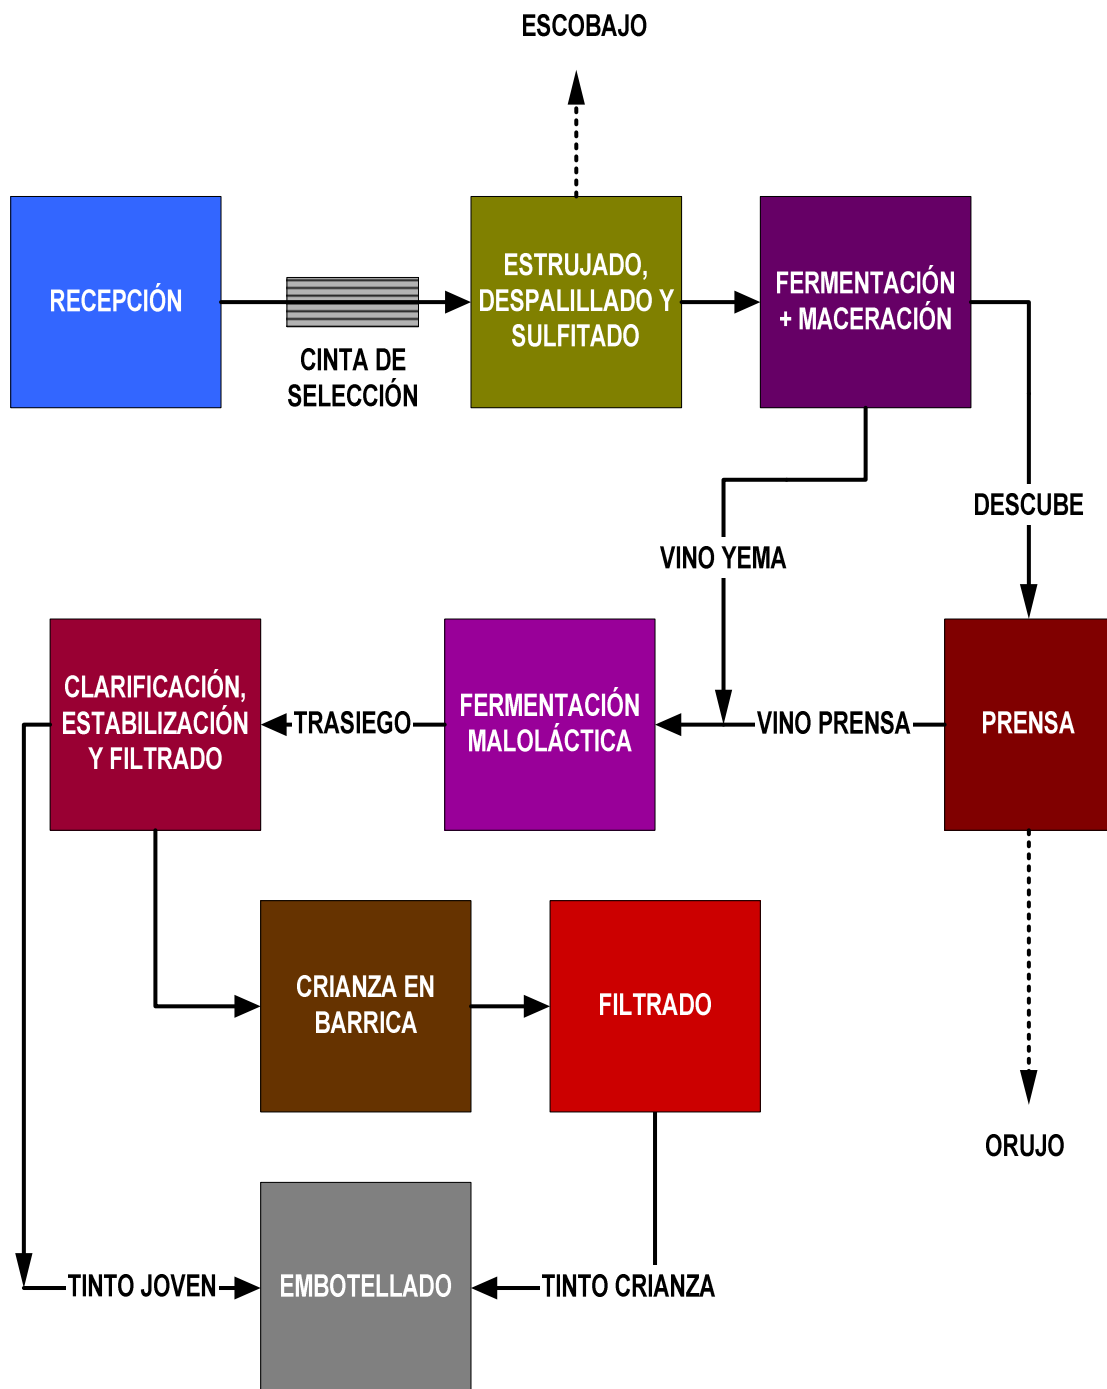 ESCOBAJO
RECEPCIÓN
CINTA DE
SELECCIÓN
ESTRUJADO,
DESPALILLADO Y
SULFITADO
FERMENTACIÓN
+ MACERACIÓN
DESCUBE
VINO YEMA
CLARIFICACIÓN,
ESTABILIZACIÓN
Y FILTRADO
TRASIEGO
FERMENTACIÓN
MALOLÁCTICA
VINO PRENSA
PRENSA
CRIANZA EN
BARRICA
FILTRADO
ORUJO
TINTO JOVEN
EMBOTELLADO
TINTO CRIANZA